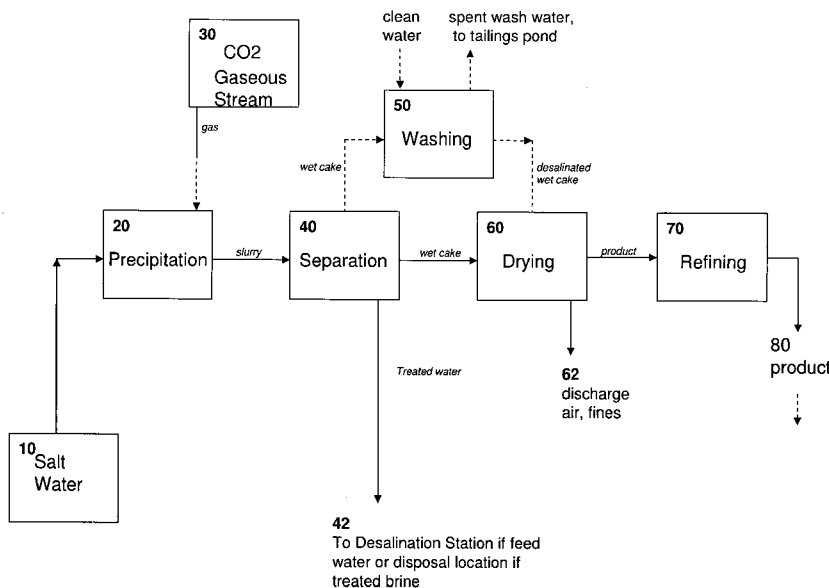 30
CO2
Gaseous
Stream
clean
water
spent wash water,
to tailings pond
gas
50
Washing
wet cake
desalinated
wet cake
20
Precipitation
slurry
40
Separation
wet cake
60
Drying
product
70
Refining
Treated water
62
discharge
air, fines
80
product
10
Salt
Water
42
To Desalination Station if feed
water or disposal location if
treated brine